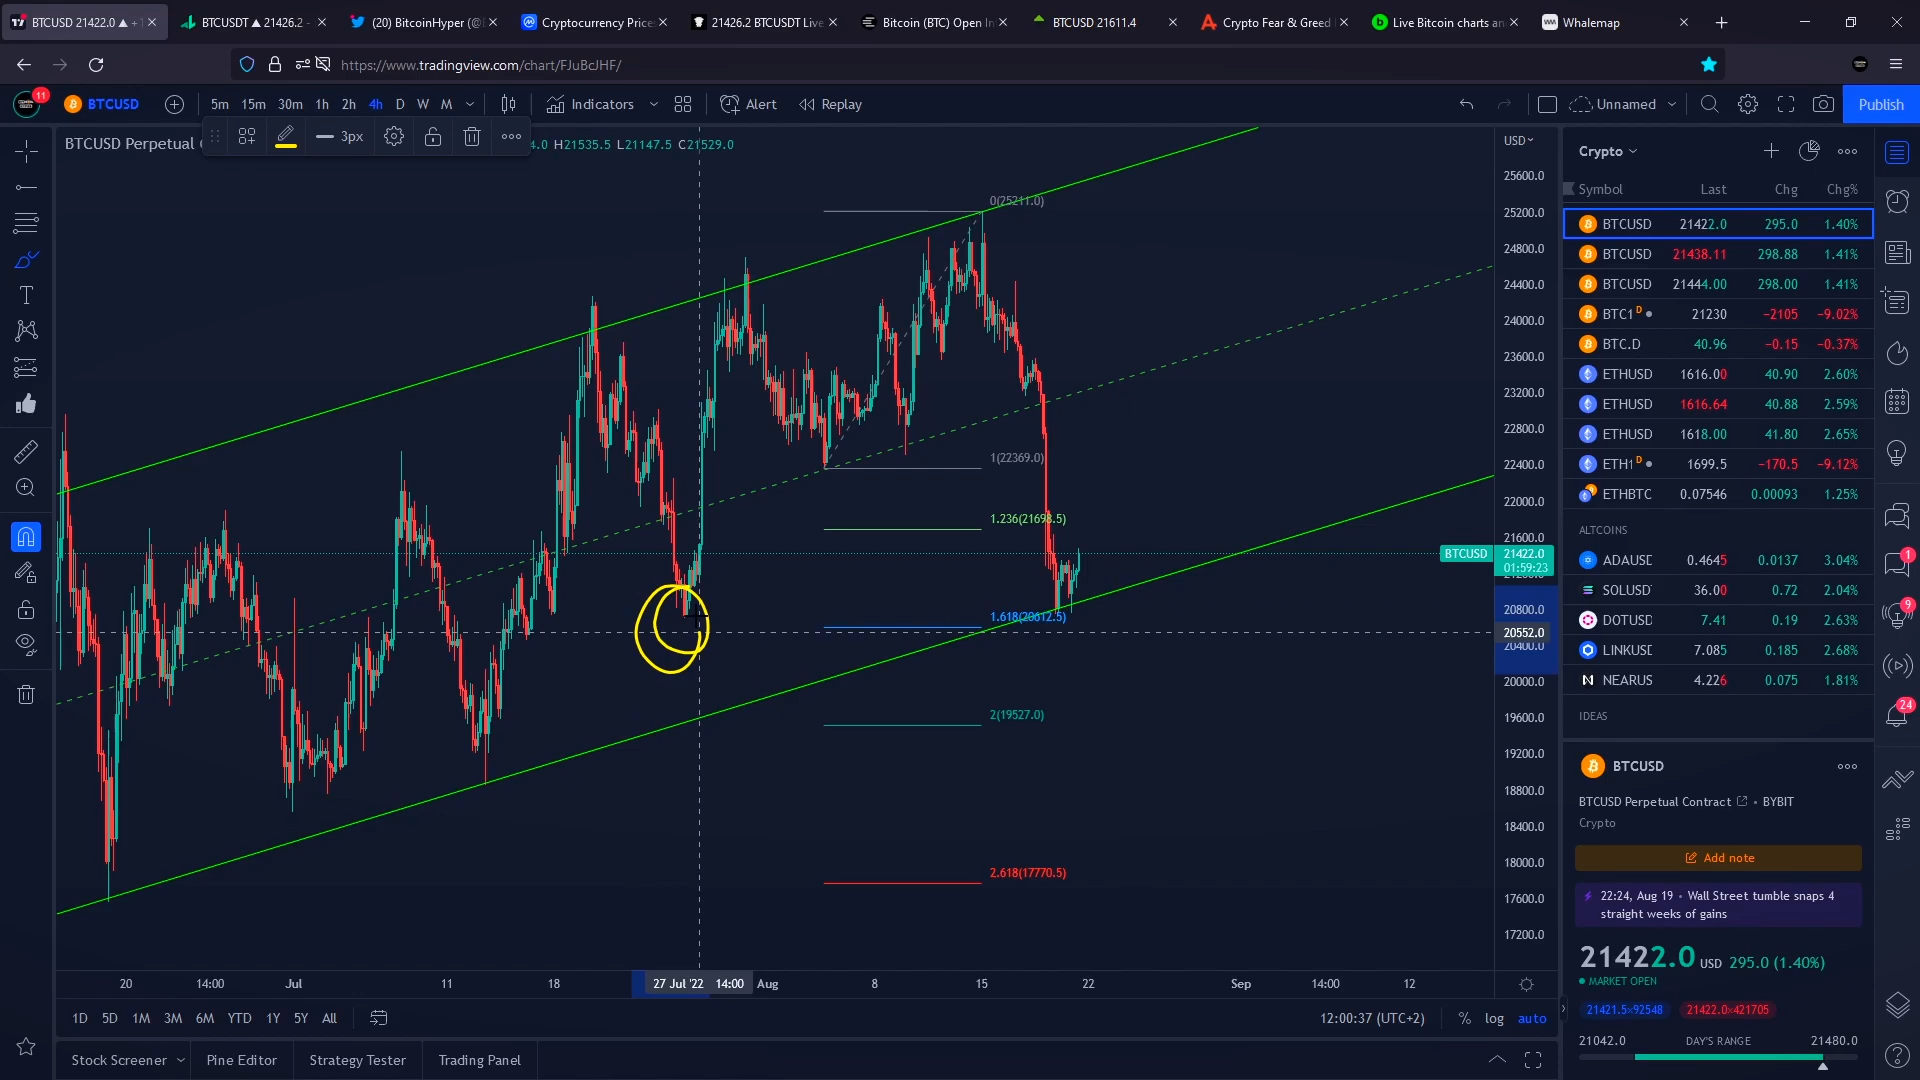 BTCUSD 21422.0 ▲ + 1
BTCUSDT ▲ 21426.2 -
(20) BitcoinHyper (@
Cryptocurrency Price
21426.2 BTCUSDT Live
Bitcoin (BTC) Open In
BTCUSD 21611.4
Crypto Fear & Greed
Live Bitcoin charts an
Whalemap
https://www.tradingview.com/chart/FJuBcJHF/
11
BTCUSD
5m 15m 30m 1h 2h 4h D W M
Indicators
Alert
Replay
Unnamed
Publish
3px
BTCUSD Perpetual
4.0 H21535.5 L21147.5 C21529.0
USD
0(25211.0)
1(22369.0)
1.236(21698.5)
1.618(20612.5)
2(19527.0)
2.618(17770.5)
25600.0
25200.0
24800.0
24400.0
24000.0
23600.0
23200.0
22800.0
22400.0
22000.0
21600.0
BTCUSD 21422.0
01:59:23
20800.0
20552.0
20400.0
20000.0
19600.0
19200.0
18800.0
18400.0
18000.0
17600.0
17200.0
20 14:00 Jul 11 18 27 Jul '22 14:00 Aug 8 15 22 Sep 14:00 12
1D 5D 1M 3M 6M YTD 1Y 5Y All
12:00:37 (UTC+2) % log auto
Stock Screener
Pine Editor
Strategy Tester
Trading Panel
Crypto
Symbol Last Chg Chg%
BTCUSD 21422.0 295.0 1.40%
BTCUSD 21438.11 298.88 1.41%
BTCUSD 21444.00 298.00 1.41%
BTC1 D 21230 −2105 −9.02%
BTC.D 40.96 −0.15 −0.37%
ETHUSD 1616.00 40.90 2.60%
ETHUSD 1616.64 40.88 2.59%
ETHUSD 1618.00 41.80 2.65%
ETH1 D 1699.5 −170.5 −9.12%
ETHBTC 0.07546 0.00093 1.25%
ALTCOINS
ADAUSD 0.4645 0.0137 3.04%
SOLUSD 36.00 0.72 2.04%
DOTUSD 7.41 0.19 2.63%
LINKUSD 7.085 0.185 2.68%
NEARUS 4.226 0.075 1.81%
IDEAS
BTCUSD
BTCUSD Perpetual Contract • BYBIT
Crypto
Add note
22:24, Aug 19 • Wall Street tumble snaps 4
straight weeks of gains
21422.0 USD 295.0 (1.40%)
MARKET OPEN
21421.5×92548 21422.0×421705
21042.0 DAY'S RANGE 21480.0
1
9
24